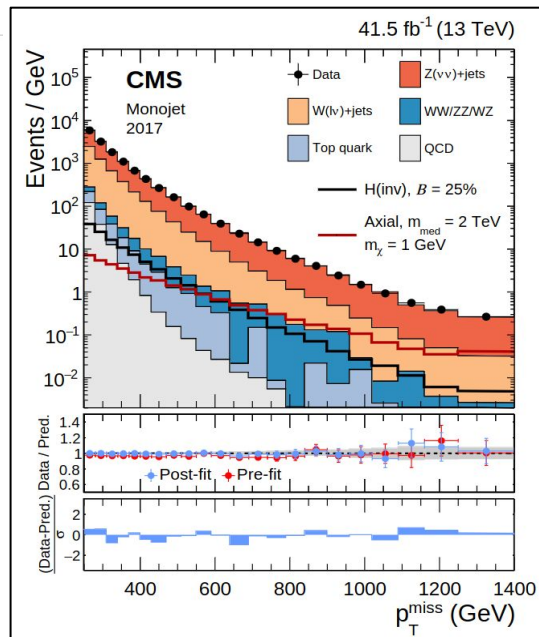 41.5 fb⁻¹ (13 TeV)
Events / GeV
10⁵
10⁴
10³
10²
10
1
10⁻¹
10⁻²
CMS
Monojet
2017
Data
Z(νν)+jets
W(lν)+jets
WW/ZZ/WZ
Top quark
QCD
H(inv), B = 25%
Axial, m_med = 2 TeV
m_χ = 1 GeV
Data / Pred.
1.4
1.2
1
0.8
0.6
Post-fit
Pre-fit
(Data-Pred.)
σ
2
0
−2
400 600 800 1000 1200 1400
p_T^miss (GeV)